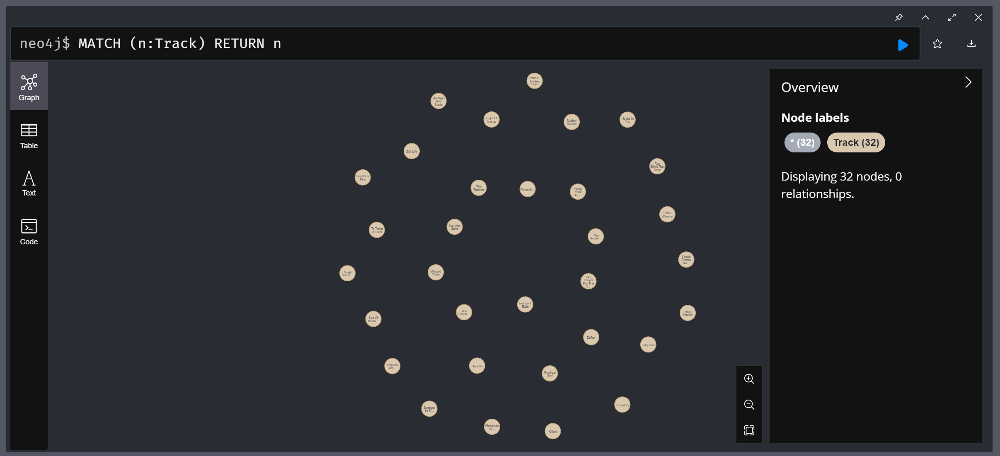 neo4j$ MATCH (n:Track) RETURN n
Graph
Table
Text
Code
Where
Eagles
Dare
Die With
Your
Boots
Flight Of
Icarus
Mother
Russia
Hooks In
You
Still Life
Run
Silent Run
Deep
Quest For
Fire
The
Trooper
Revelati...
Bring
Your
Dau...
Fates
Warning
To Tame
A Land
Sun And
Steel
The
Assas...
Public
Enema
Nu...
Caught
Some...
Wasted
Years
No
Prayer
For The
D...
Innocent
Exile
The
Loneli...
Holy
Smoke
Sea Of
Madn...
Drifter
Tailgunner
Heaven
Wa...
Deja Vu
Prodigal
Son
Stranger
In S...
Purgatory
Alexander
G...
Killers
Overview
Node labels
* (32) Track (32)
Displaying 32 nodes, 0
relationships.